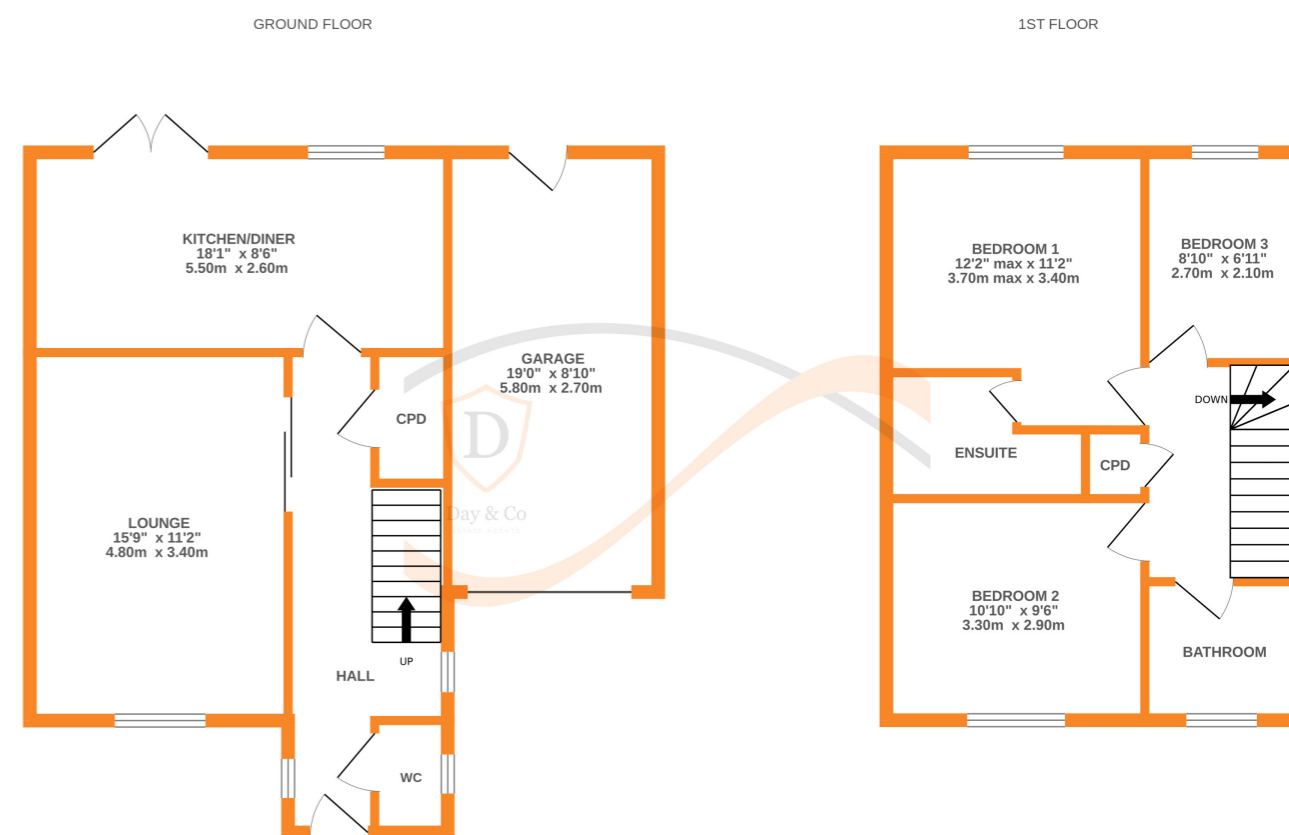 GROUND FLOOR
KITCHEN/DINER
18'1" x 8'6"
5.50m x 2.60m
GARAGE
19'0" x 8'10"
5.80m x 2.70m
CPD
LOUNGE
15'9" x 11'2"
4.80m x 3.40m
D
Day & Co
UP
HALL
WC
1ST FLOOR
BEDROOM 1
12'2" max x 11'2"
3.70m max x 3.40m
BEDROOM 3
8'10" x 6'11"
2.70m x 2.10m
DOWN
ENSUITE
CPD
BEDROOM 2
10'10" x 9'6"
3.30m x 2.90m
BATHROOM